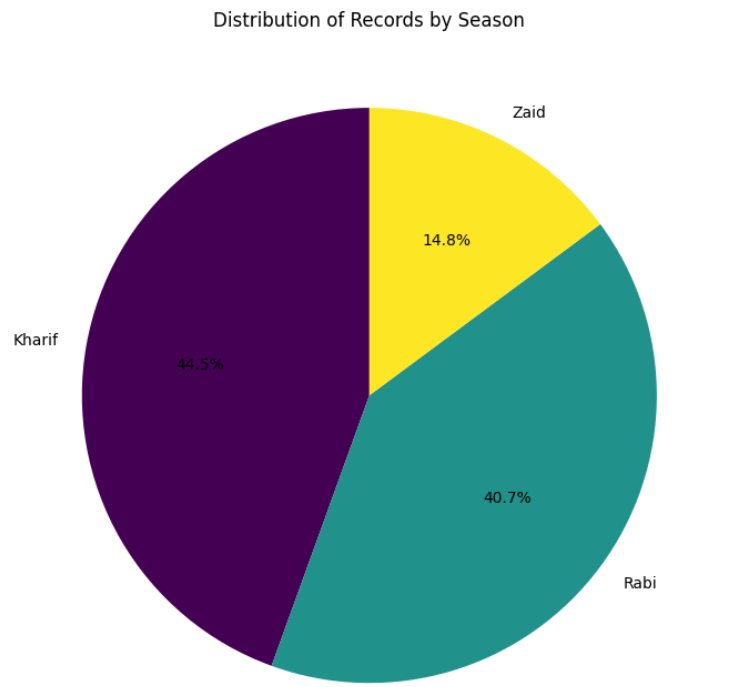 Distribution of Records by Season
Zaid
14.8%
Kharif
44.5%
40.7%
Rabi